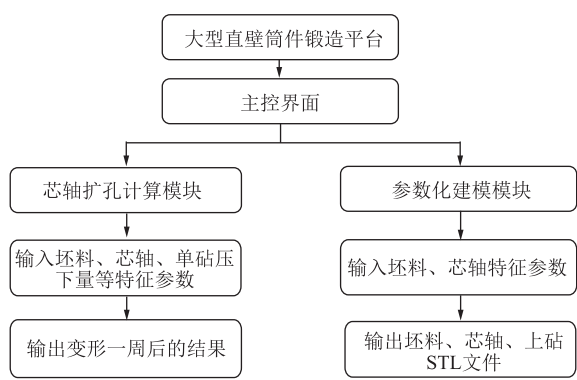 大型直壁筒件锻造平台
主控界面
芯轴扩孔计算模块
参数化建模模块
输入坯料、芯轴、单砧压
下量等特征参数
输入坯料、芯轴特征参数
输出变形一周后的结果
输出坯料、芯轴、上砧
STL文件